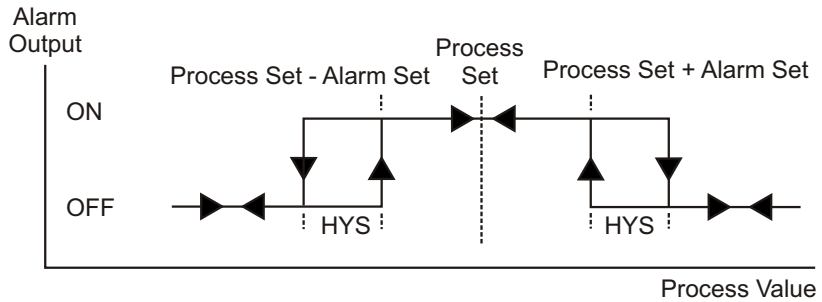 Alarm
Output
Process
Set
Process Set - Alarm Set
Process Set + Alarm Set
ON
OFF
HYS
HYS
Process Value